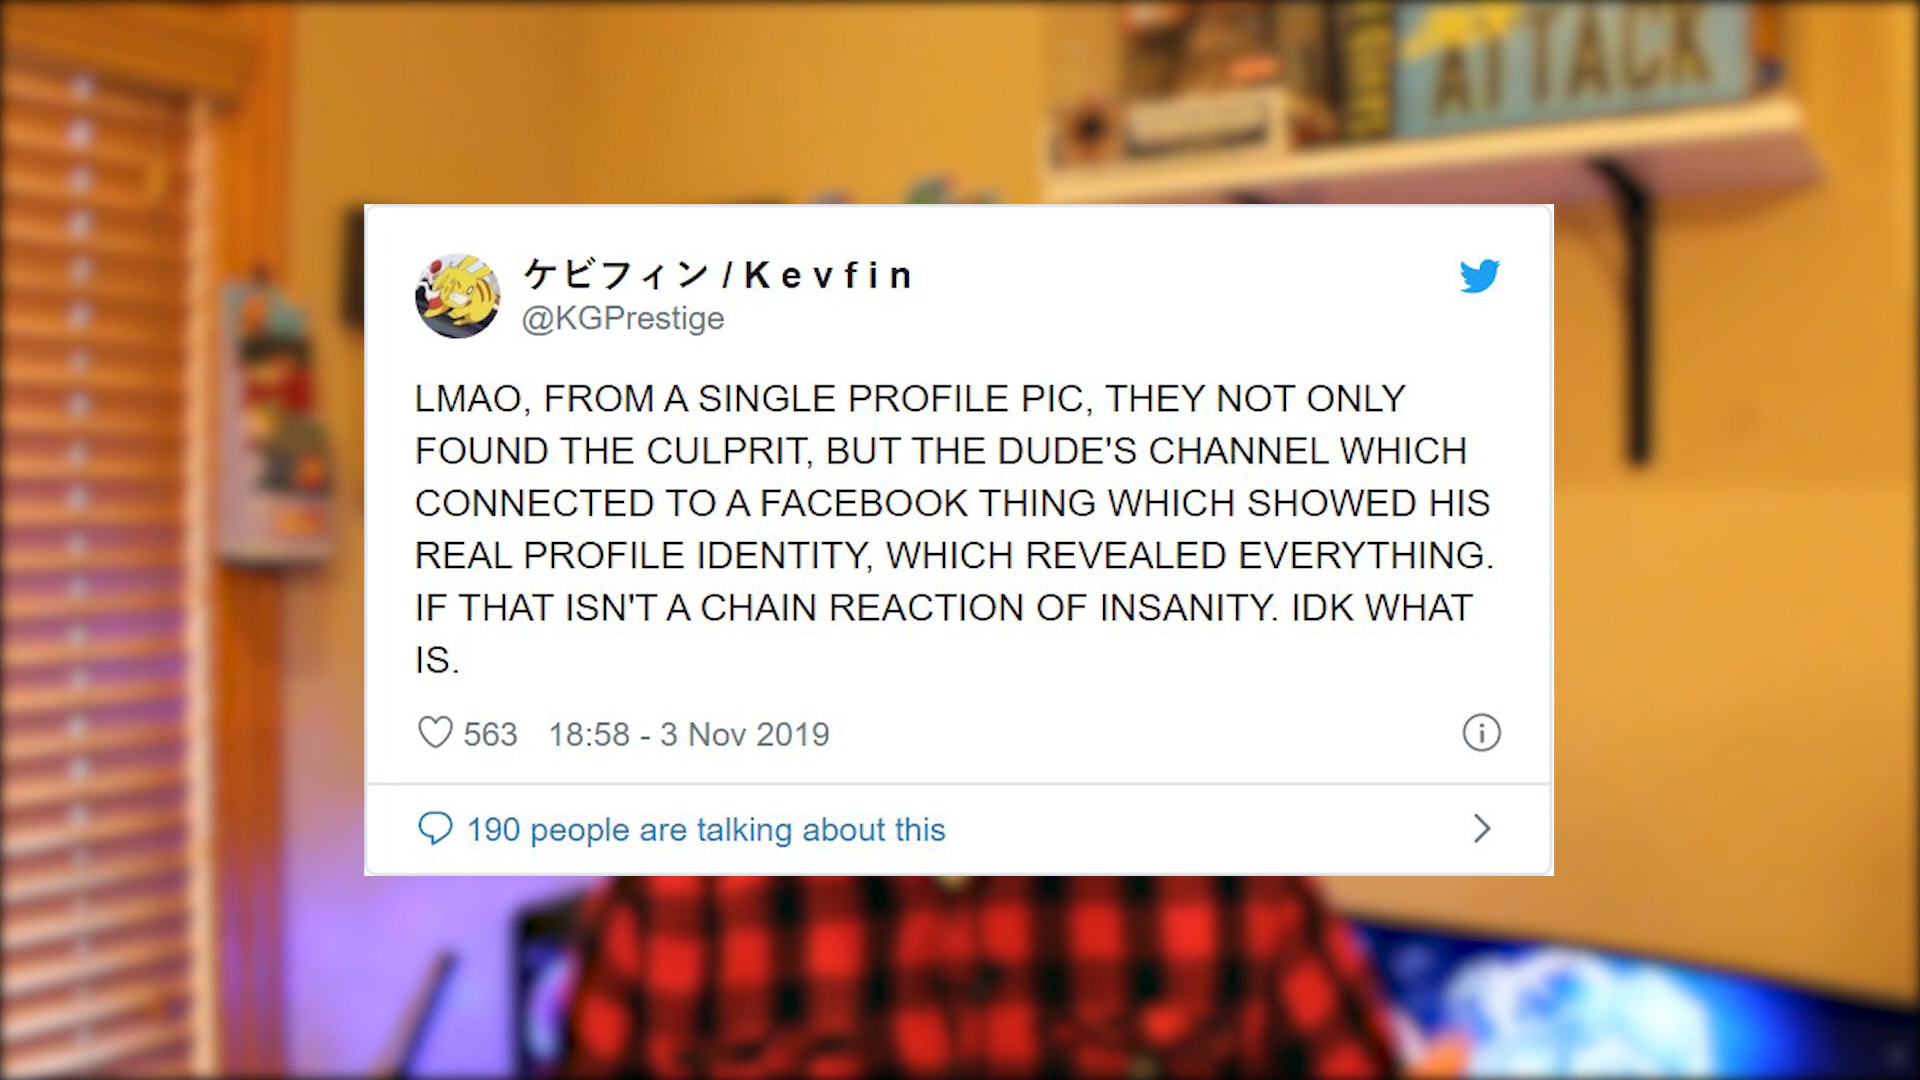 ATTACK
ケビフィン / K e v f i n
@KGPrestige
LMAO, FROM A SINGLE PROFILE PIC, THEY NOT ONLY
FOUND THE CULPRIT, BUT THE DUDE'S CHANNEL WHICH
CONNECTED TO A FACEBOOK THING WHICH SHOWED HIS
REAL PROFILE IDENTITY, WHICH REVEALED EVERYTHING.
IF THAT ISN'T A CHAIN REACTION OF INSANITY. IDK WHAT
IS.
563 18:58 - 3 Nov 2019
190 people are talking about this